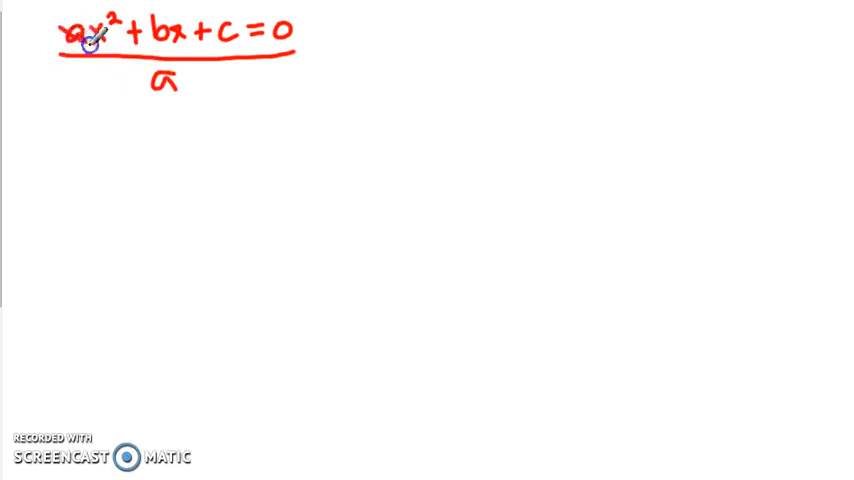 ax² + bx + c = 0
a
RECORDED WITH
SCREENCAST MATIC